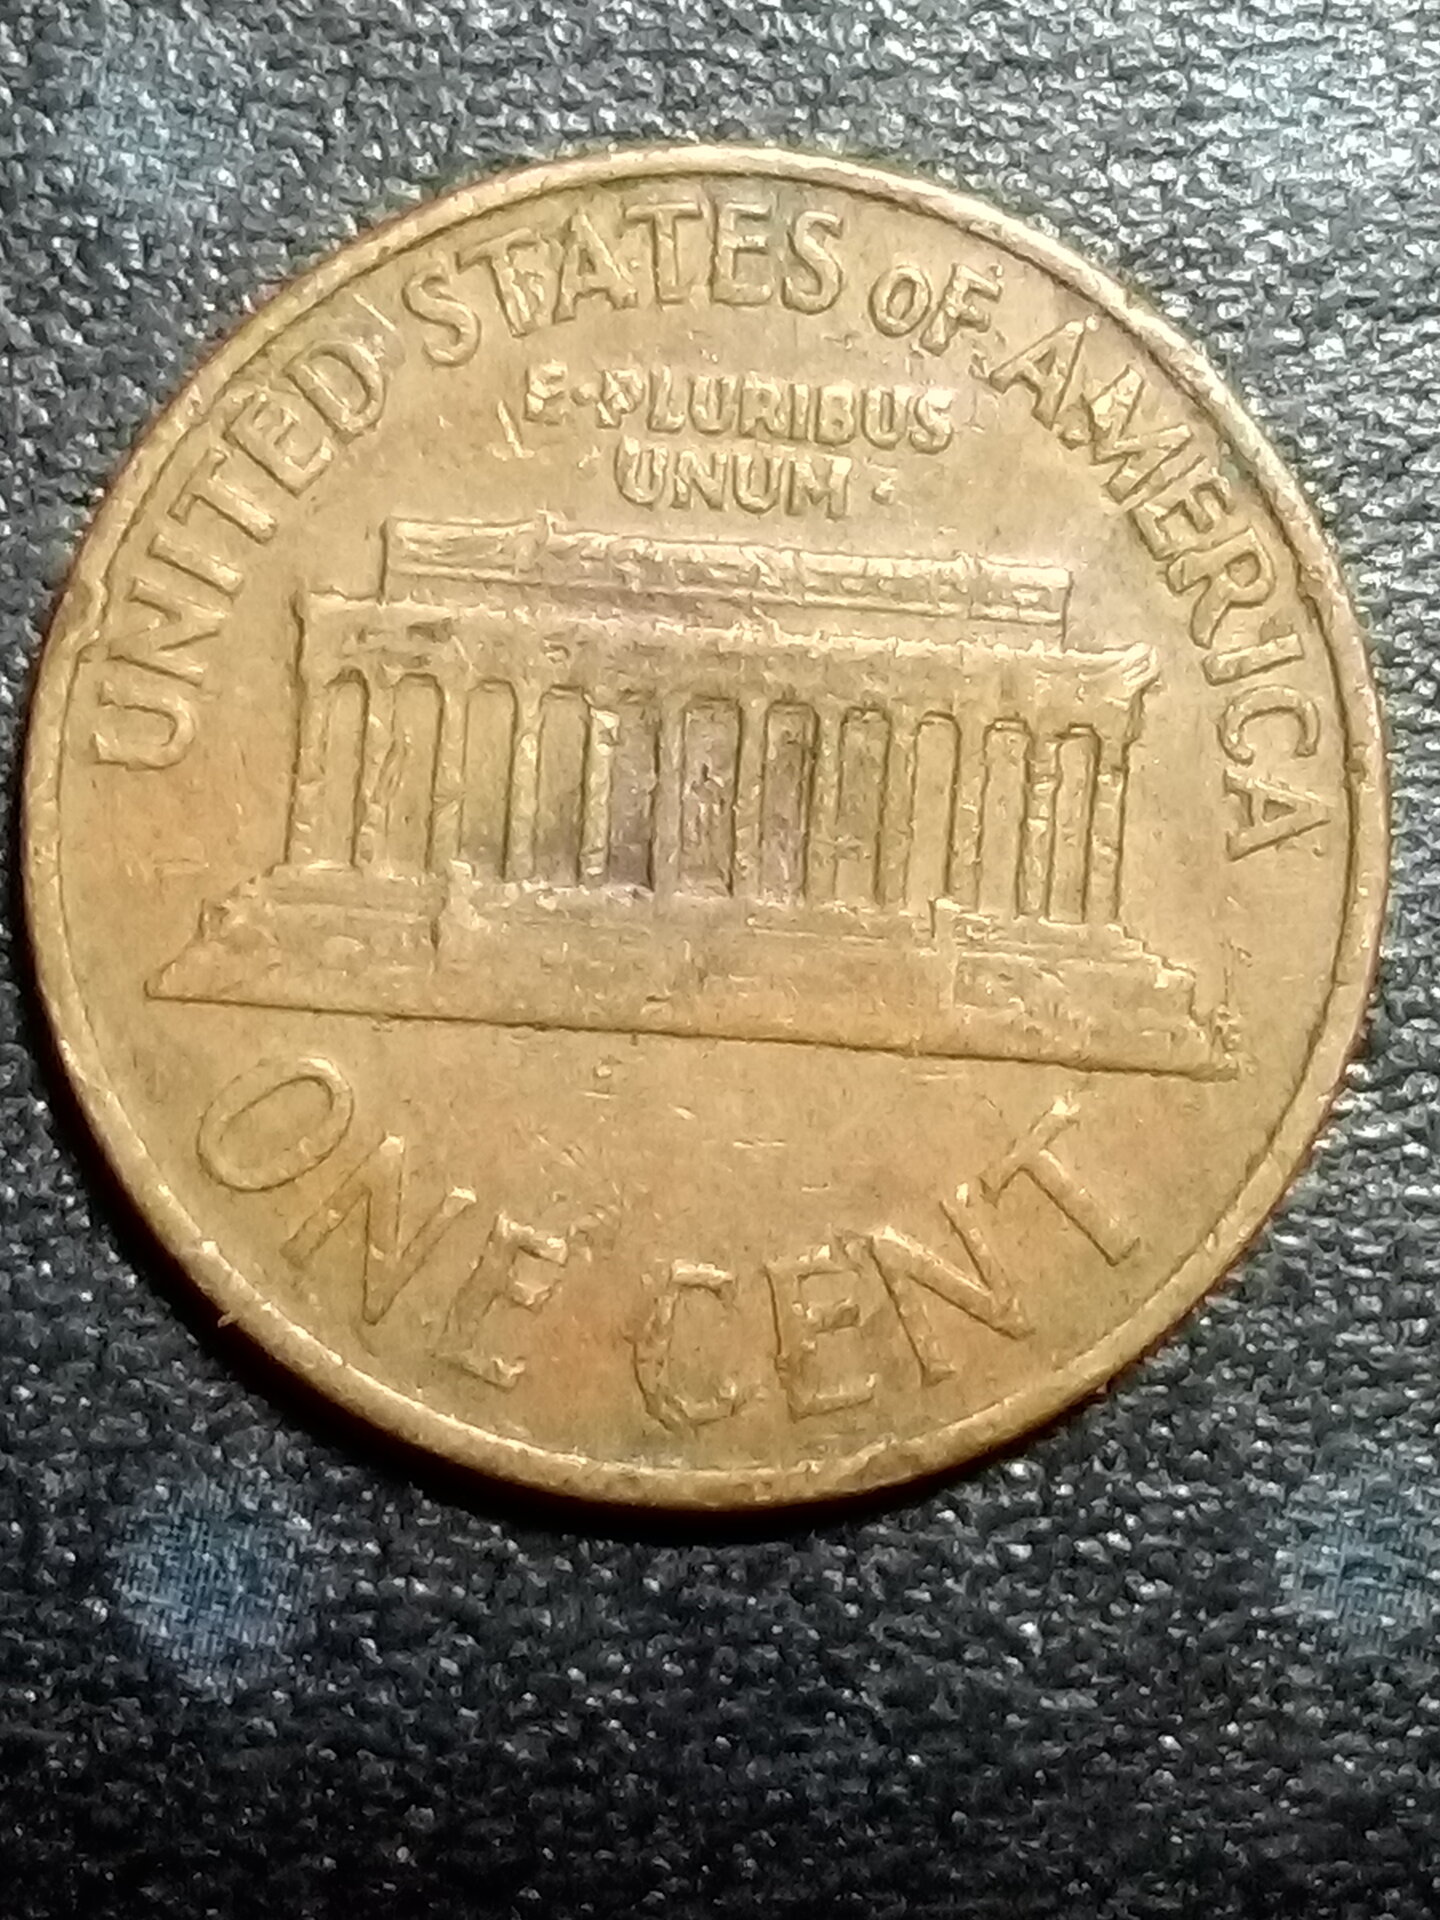 UNITED STATES OF AMERICA
E·PLURIBUS
·UNUM·
ONE CENT